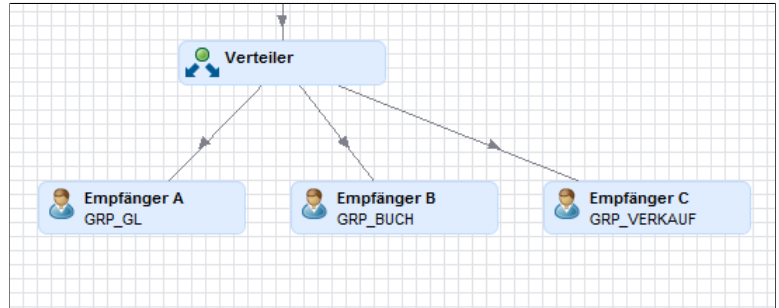 Verteiler
Empfänger A
GRP_GL
Empfänger B
GRP_BUCH
Empfänger C
GRP_VERKAUF